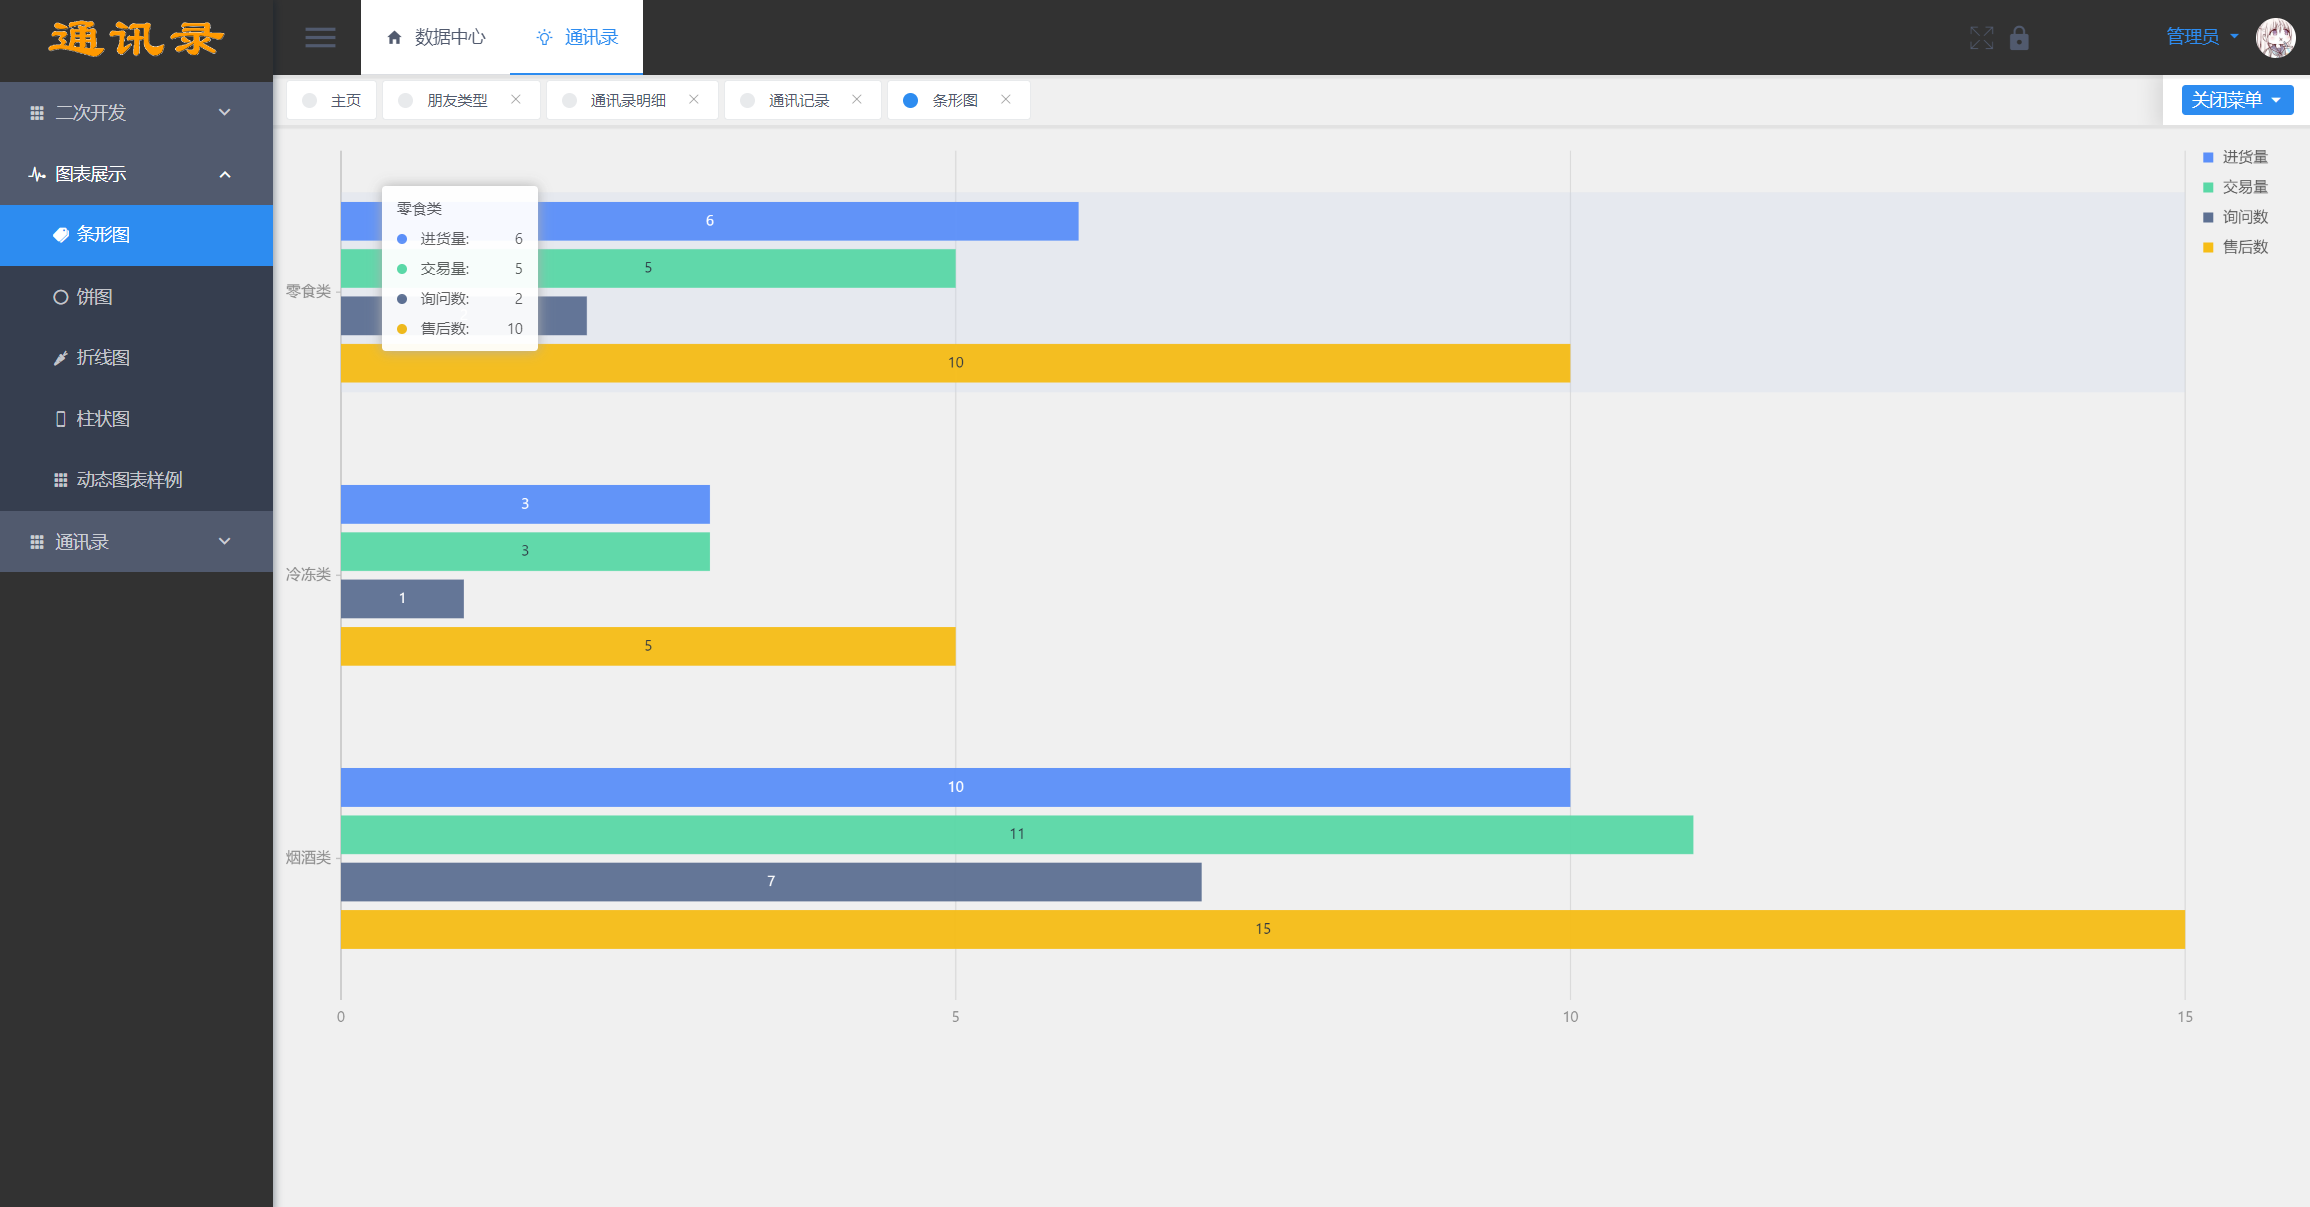 通讯录
数据中心
通讯录
管理员
主页
朋友类型
通讯录明细
通讯记录
条形图
关闭菜单
二次开发
图表展示
条形图
饼图
折线图
柱状图
动态图表样例
通讯录
进货量
交易量
询问数
售后数
零食类
进货量: 6
交易量: 5
询问数: 2
售后数: 10
零食类
6
5
10
冷冻类
3
3
1
5
烟酒类
10
11
7
15
0 5 10 15